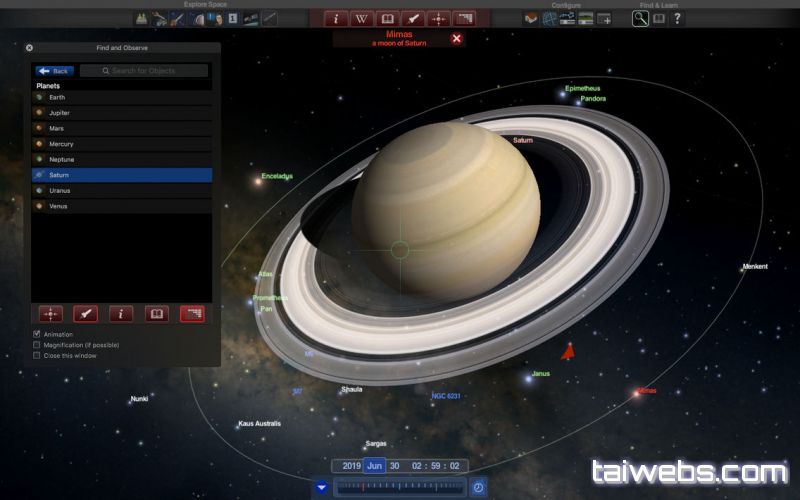 Explore Space
Configure
Find & Learn
i W 1 ?
Mimas
a moon of Saturn
Find and Observe
Back
Search for Objects
Planets
Earth
Jupiter
Mars
Mercury
Neptune
Saturn
Uranus
Venus
i
Animation
Magnification (if possible)
Close this window
Epimetheus
Pandora
Saturn
Enceladus
Menkent
Atlas
Prometheus
Pan
M6
M7
Shaula
NGC 6231
Janus
Mimas
Nunki
Kaus Australis
Sargas
2019 Jun 30 02 : 59 : 02
taiwebs.com